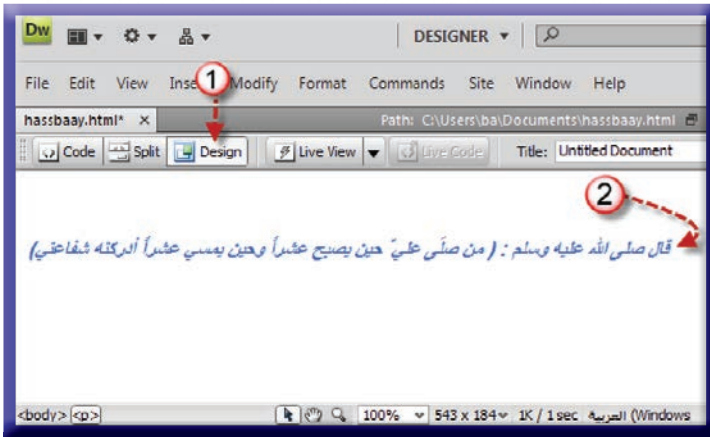 Dw DESIGNER
File Edit View Modify Format Commands Site Window Help
1
hassbaay.html* × Path: C:\Users\ba\Documents\hassbaay.html
Code Split Design Live View Live Code Title: Untitled Document
2
قال صلى الله عليه وسلم : ( من صلَى عليّ حين يصبح عشراً وحين يمسي عشراً أدركته شفاعتي)
<body> <p> 100% 543 x 184 1K / 1 sec العربية (Windows